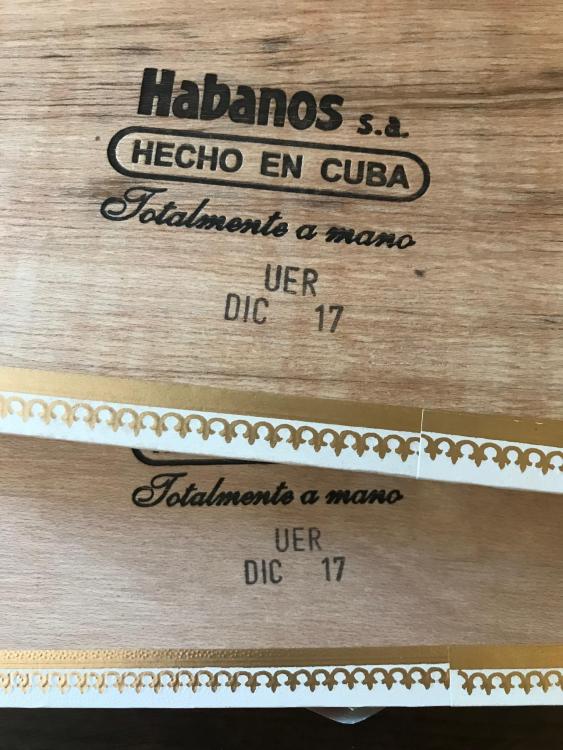 Habanos s.a.
HECHO EN CUBA
Totalmente a mano
UER
DIC 17
Totalmente a mano
UER
DIC 17